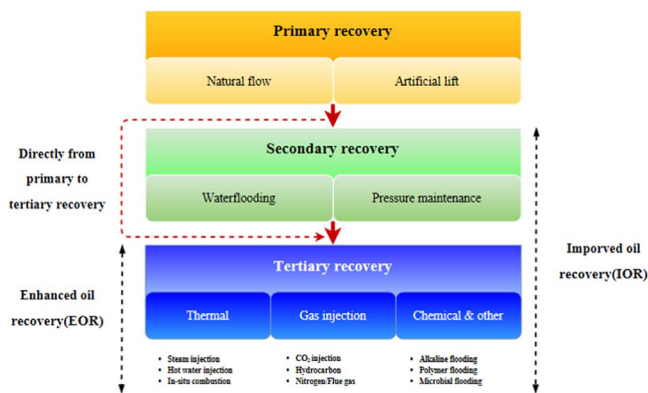 Primary recovery
Natural flow
Artificial lift
Directly from
primary to
tertiary recovery
Secondary recovery
Waterflooding
Pressure maintenance
Imporved oil
recovery(IOR)
Tertiary recovery
Enhanced oil
recovery(EOR)
Thermal
Gas injection
Chemical & other
• Steam injection
• Hot water injection
• In-situ combustion
• CO₂ injection
• Hydrocarbon
• Nitrogen/Flue gas
• Alkaline flooding
• Polymer flooding
• Microbial flooding